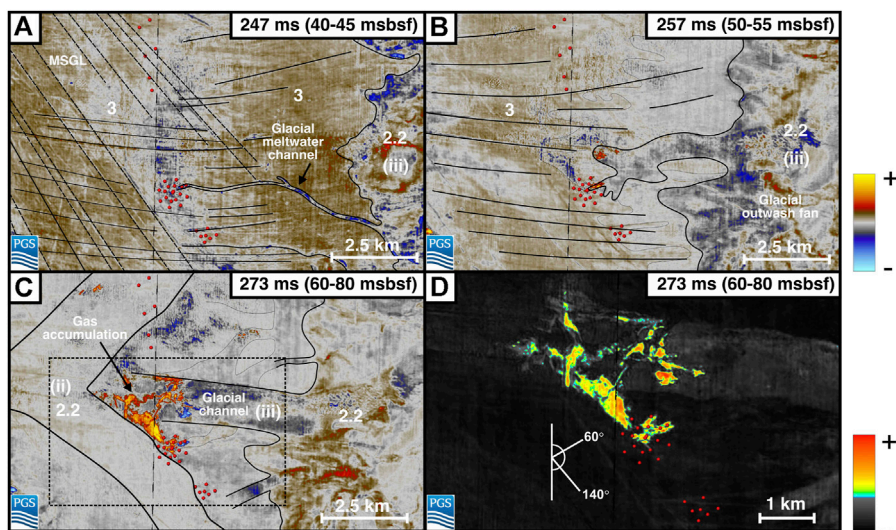 A
247 ms (40-45 msbsf)
MSGL
3
3
Glacial
meltwater
channel
2.2
(iii)
PGS
2.5 km
B
257 ms (50-55 msbsf)
3
2.2
(iii)
Glacial
outwash fan
PGS
2.5 km
+
-
C
273 ms (60-80 msbsf)
Gas
accumulation
(ii)
2.2
Glacial
channel
(iii)
2.2
PGS
2.5 km
D
273 ms (60-80 msbsf)
60°
140°
PGS
1 km
+
-